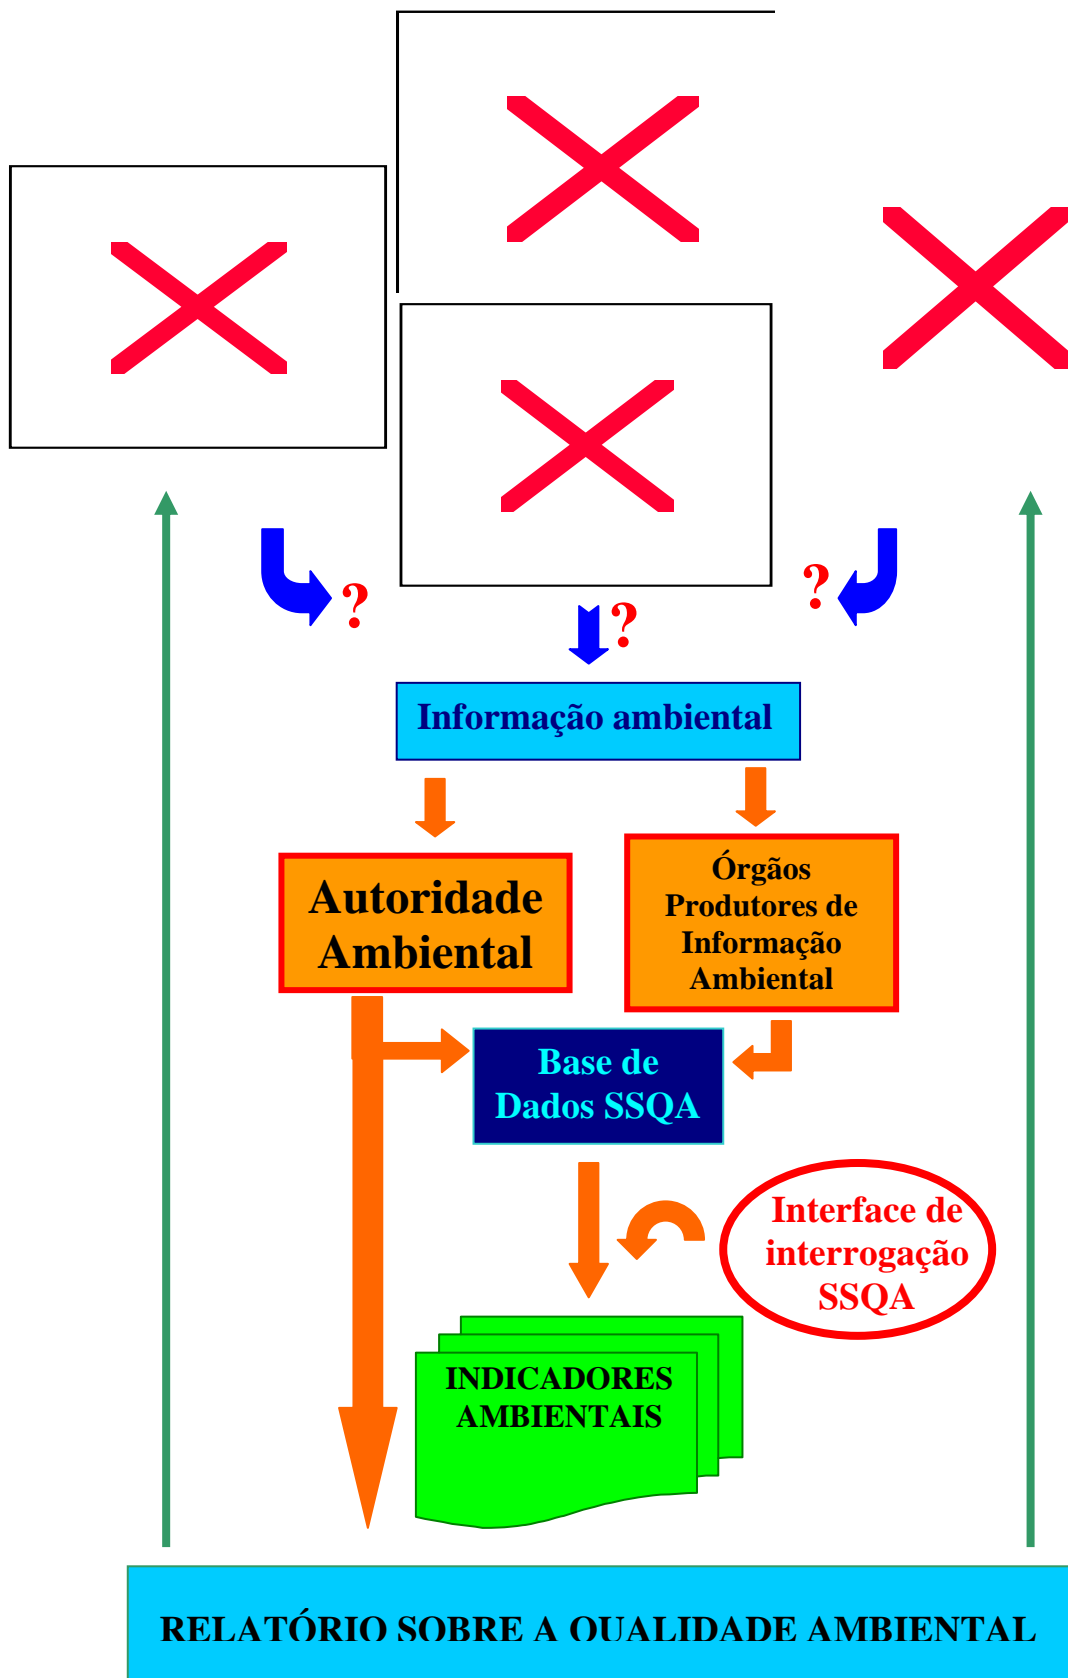 ?
?
?
Informação ambiental
Autoridade
Ambiental
Órgãos
Produtores de
Informação
Ambiental
Base de
Dados SSQA
Interface de
interrogação
SSQA
INDICADORES
AMBIENTAIS
RELATÓRIO SOBRE A QUALIDADE AMBIENTAL